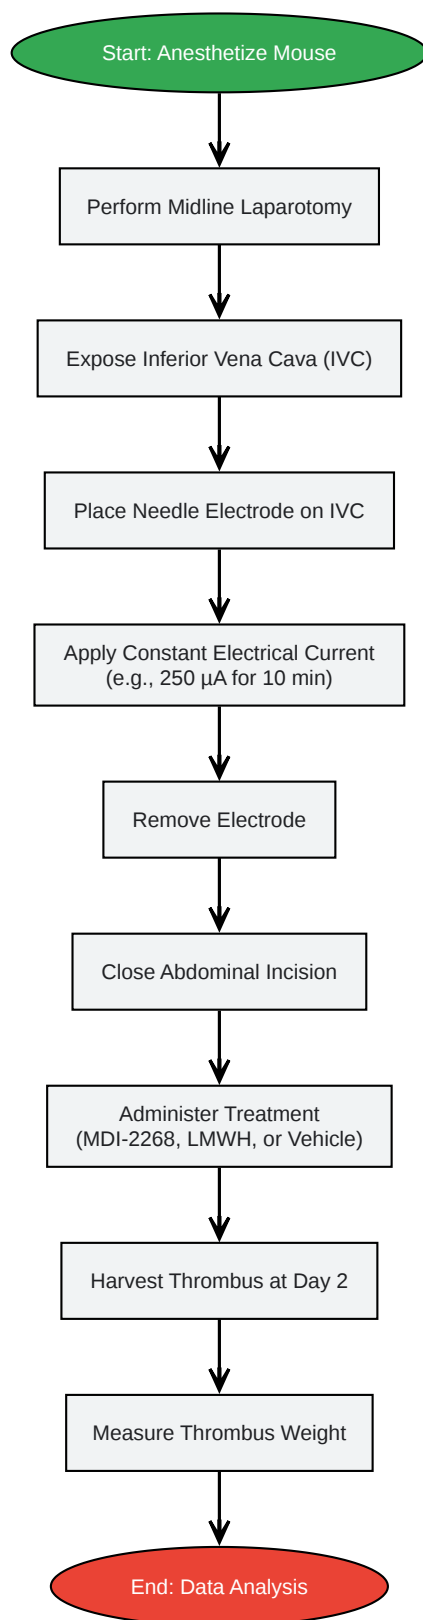 Start: Anesthetize Mouse
Perform Midline Laparotomy
Expose Inferior Vena Cava (IVC)
Place Needle Electrode on IVC
Apply Constant Electrical Current
(e.g., 250 µA for 10 min)
Remove Electrode
Close Abdominal Incision
Administer Treatment
(MDI-2268, LMWH, or Vehicle)
Harvest Thrombus at Day 2
Measure Thrombus Weight
End: Data Analysis